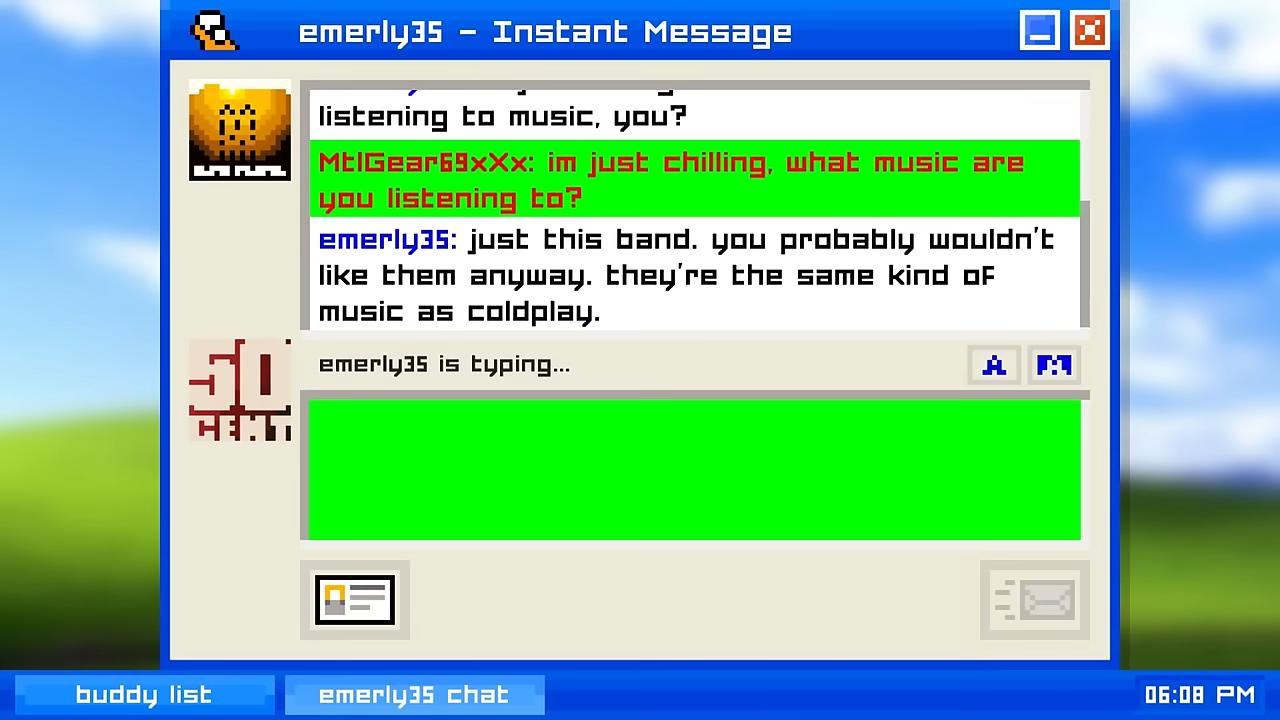 emerly35 - Instant Message
listening to music, you?
MtlGear69xXx: im just chilling, what music are
you listening to?
emerly35: just this band. you probably wouldn't
like them anyway. they're the same kind of
music as coldplay.
50
CENT
emerly35 is typing...
A
buddy list
emerly35 chat
06:08 PM